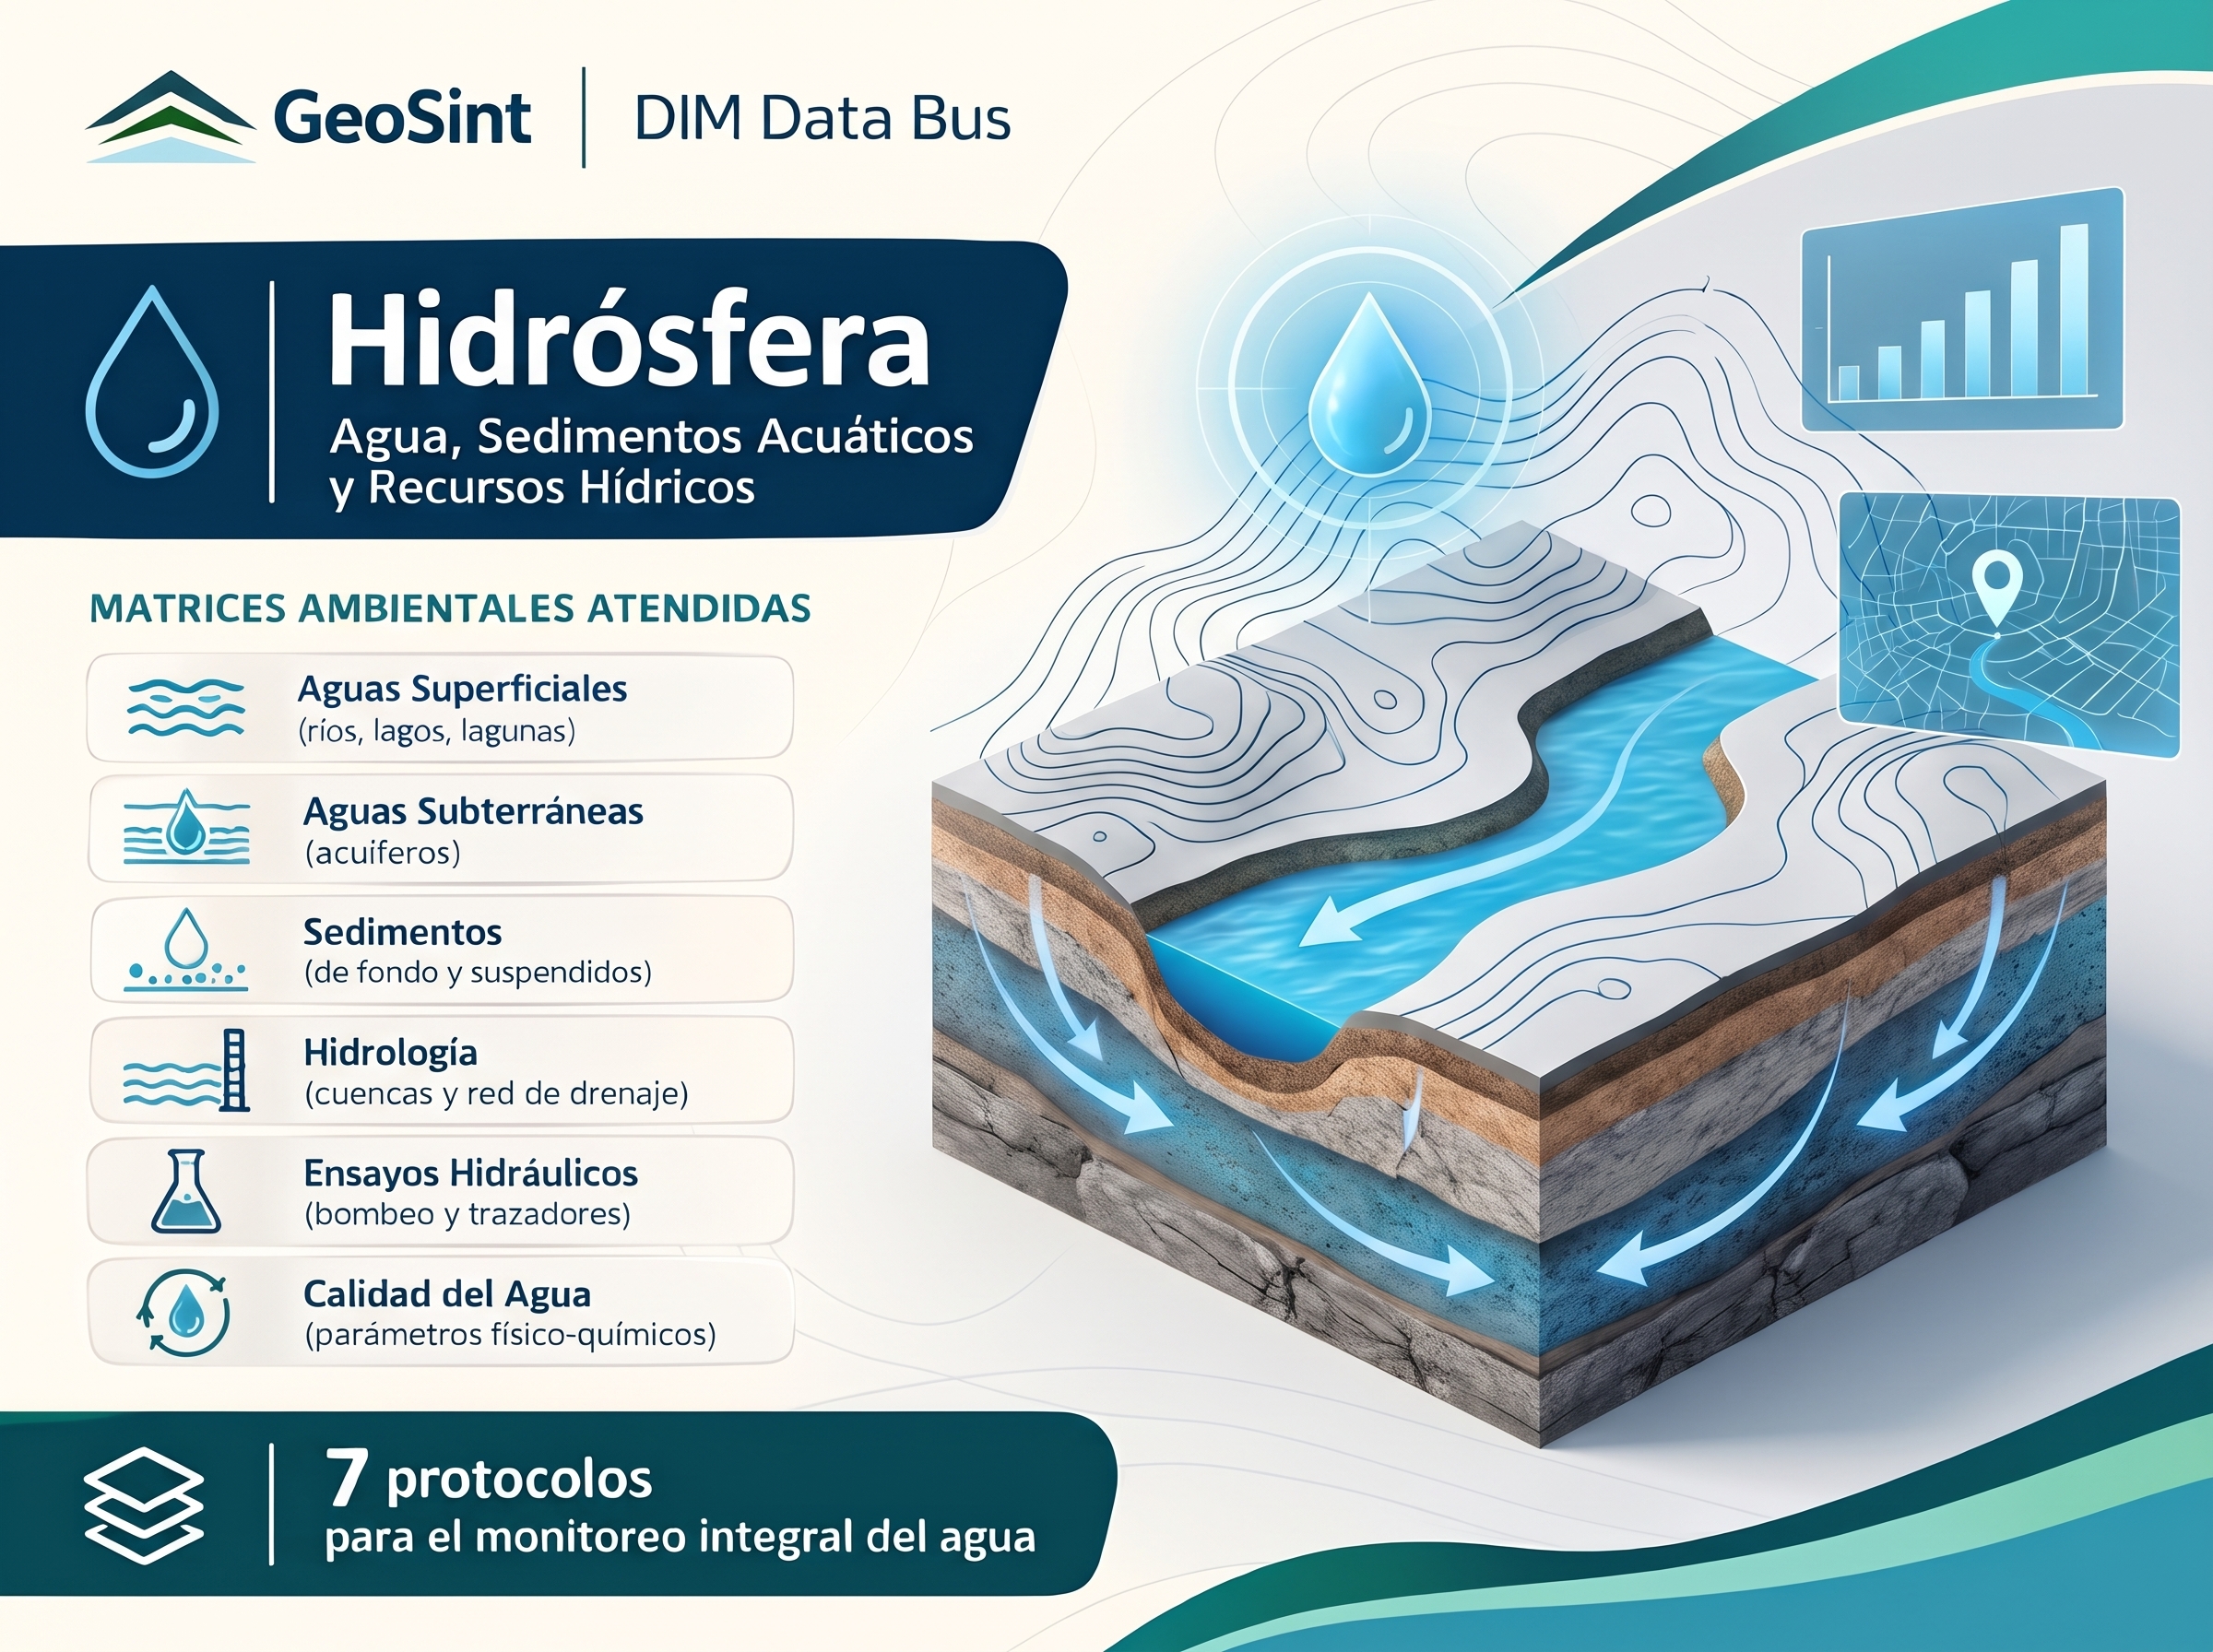 GeoSint
DIM Data Bus
Hidrósfera
Agua, Sedimentos Acuáticos
y Recursos Hídricos
MATRICES AMBIENTALES ATENDIDAS
Aguas Superficiales
(ríos, lagos, lagunas)
Aguas Subterráneas
(acuíferos)
Sedimentos
(de fondo y suspendidos)
Hidrología
(cuencas y red de drenaje)
Ensayos Hidráulicos
(bombeo y trazadores)
Calidad del Agua
(parámetros físico-químicos)
7 protocolos
para el monitoreo integral del agua